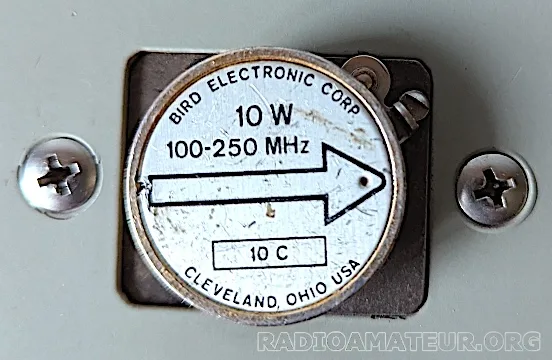 BIRD ELECTRONIC CORP
10 W
100-250 MHz
10 C
CLEVELAND, OHIO USA
RADIOAMATEUR.ORG